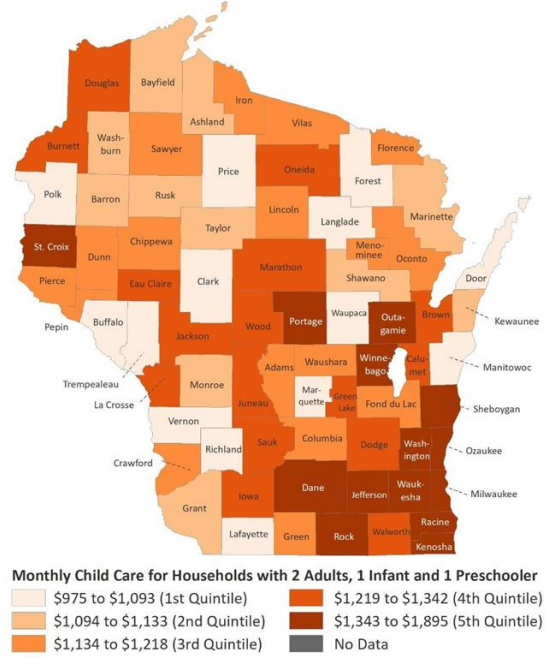 Douglas
Bayfield
Iron
Ashland
Vilas
Wash-
burn
Burnett
Sawyer
Florence
Price
Oneida
Forest
Polk
Barron
Rusk
Lincoln
Langlade
Marinette
Taylor
St. Croix
Chippewa
Dunn
Meno-
minee
Oconto
Marathon
Door
Pierce
Eau Claire
Clark
Shawano
Pepin
Buffalo
Jackson
Wood
Portage
Waupaca
Outa-
gamie
Brown
Kewaunee
Trempealeau
La Crosse
Monroe
Adams
Waushara
Winne-
bago
Calu-
met
Manitowoc
Juneau
Mar-
quette
Green
Lake
Fond du Lac
Sheboygan
Vernon
Richland
Sauk
Columbia
Dodge
Wash-
ington
Ozaukee
Crawford
Grant
Iowa
Dane
Jefferson
Wauk-
esha
Milwaukee
Lafayette
Green
Rock
Walworth
Racine
Kenosha
Monthly Child Care for Households with 2 Adults, 1 Infant and 1 Preschooler
$975 to $1,093 (1st Quintile)
$1,094 to $1,133 (2nd Quintile)
$1,134 to $1,218 (3rd Quintile)
$1,219 to $1,342 (4th Quintile)
$1,343 to $1,895 (5th Quintile)
No Data